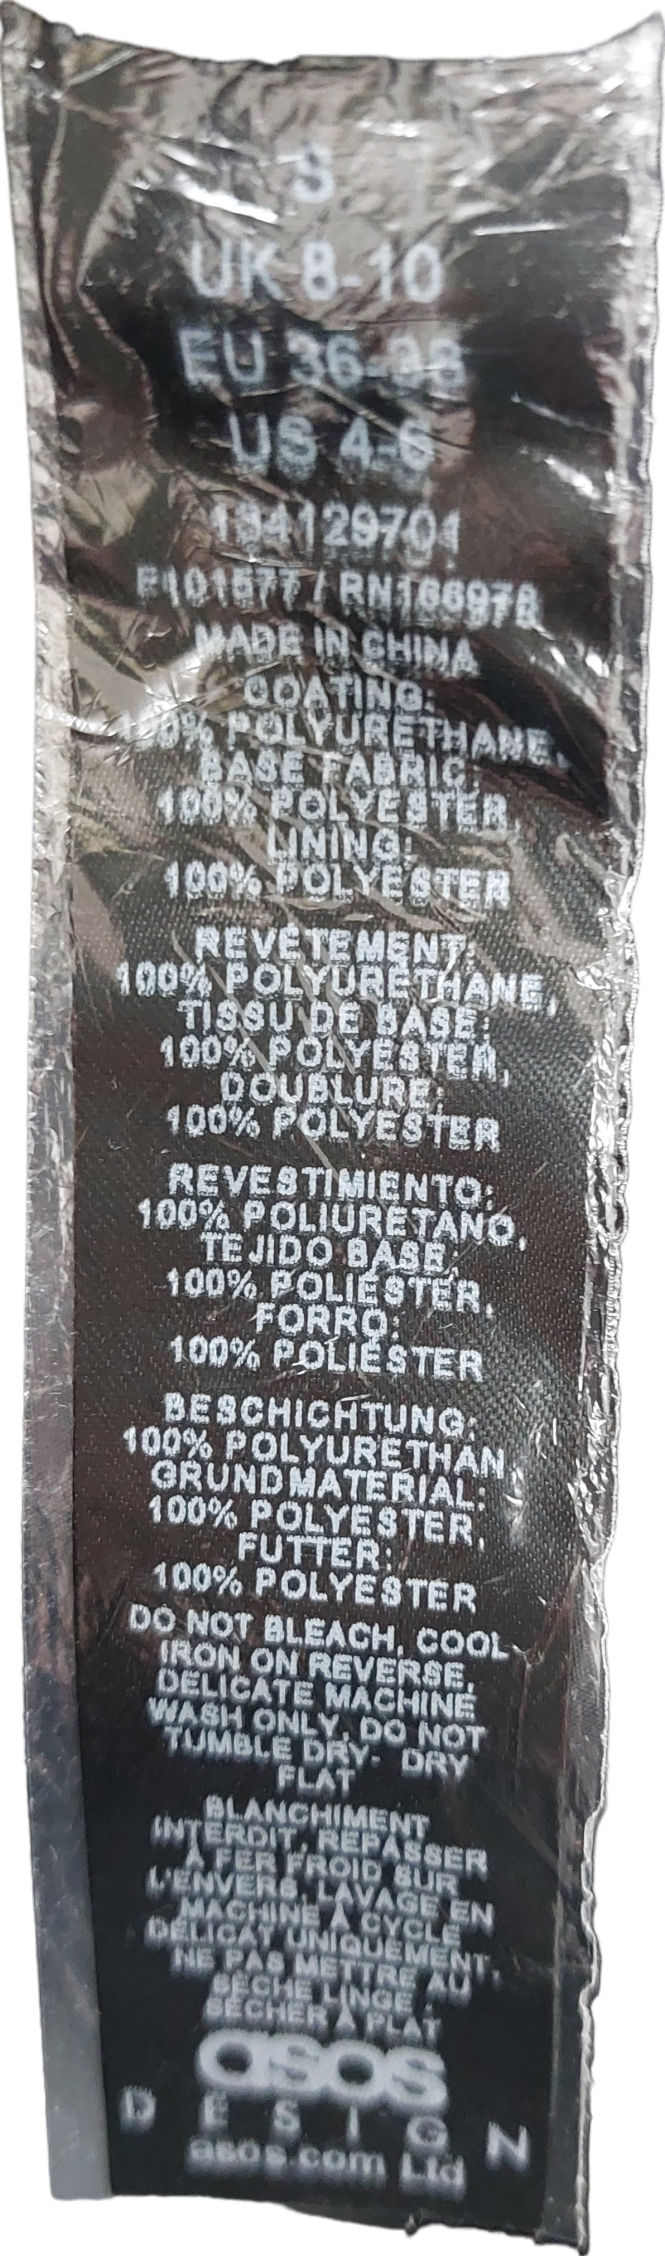 S
UK 8-10
EU 36-38
US 4-6
134129701
P101577 / RN166978
MADE IN CHINA
COATING:
POLYURETHANE,
BASE FABRIC:
100% POLYESTER,
LINING:
100% POLYESTER
REVÊTEMENT:
100% POLYURÉTHANE,
TISSU DE BASE:
100% POLYESTER,
DOUBLURE:
100% POLYESTER
REVESTIMIENTO:
100% POLIURETANO,
TEJIDO BASE:
100% POLIÉSTER,
FORRO:
100% POLIÉSTER
BESCHICHTUNG:
100% POLYURETHAN,
GRUNDMATERIAL:
100% POLYESTER,
FUTTER:
100% POLYESTER
DO NOT BLEACH, COOL
IRON ON REVERSE,
DELICATE MACHINE
WASH ONLY, DO NOT
TUMBLE DRY- DRY
FLAT
BLANCHIMENT
INTERDIT, REPASSER
À FER FROID SUR
L'ENVERS, LAVAGE EN
MACHINE À CYCLE
DÉLICAT UNIQUEMENT,
NE PAS METTRE AU
SÈCHE LINGE -
SÉCHER À PLAT
asos
DESIGN
asos.com Ltd